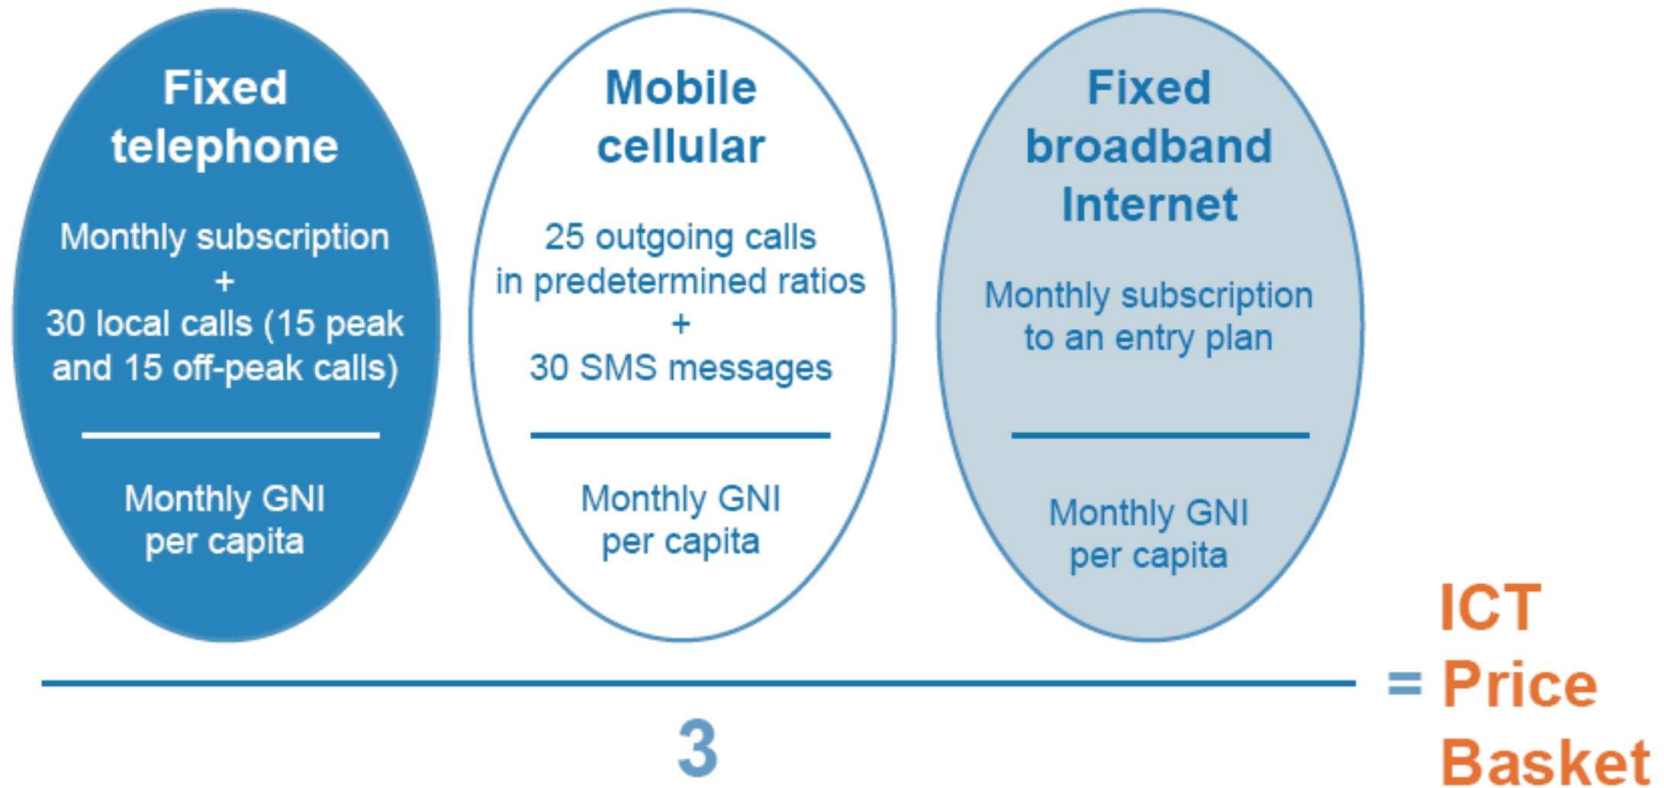 Fixed
telephone
Monthly subscription
+
30 local calls (15 peak
and 15 off-peak calls)
Monthly GNI
per capita
Mobile
cellular
25 outgoing calls
in predetermined ratios
+
30 SMS messages
Monthly GNI
per capita
Fixed
broadband
Internet
Monthly subscription
to an entry plan
Monthly GNI
per capita
3
ICT
= Price
Basket